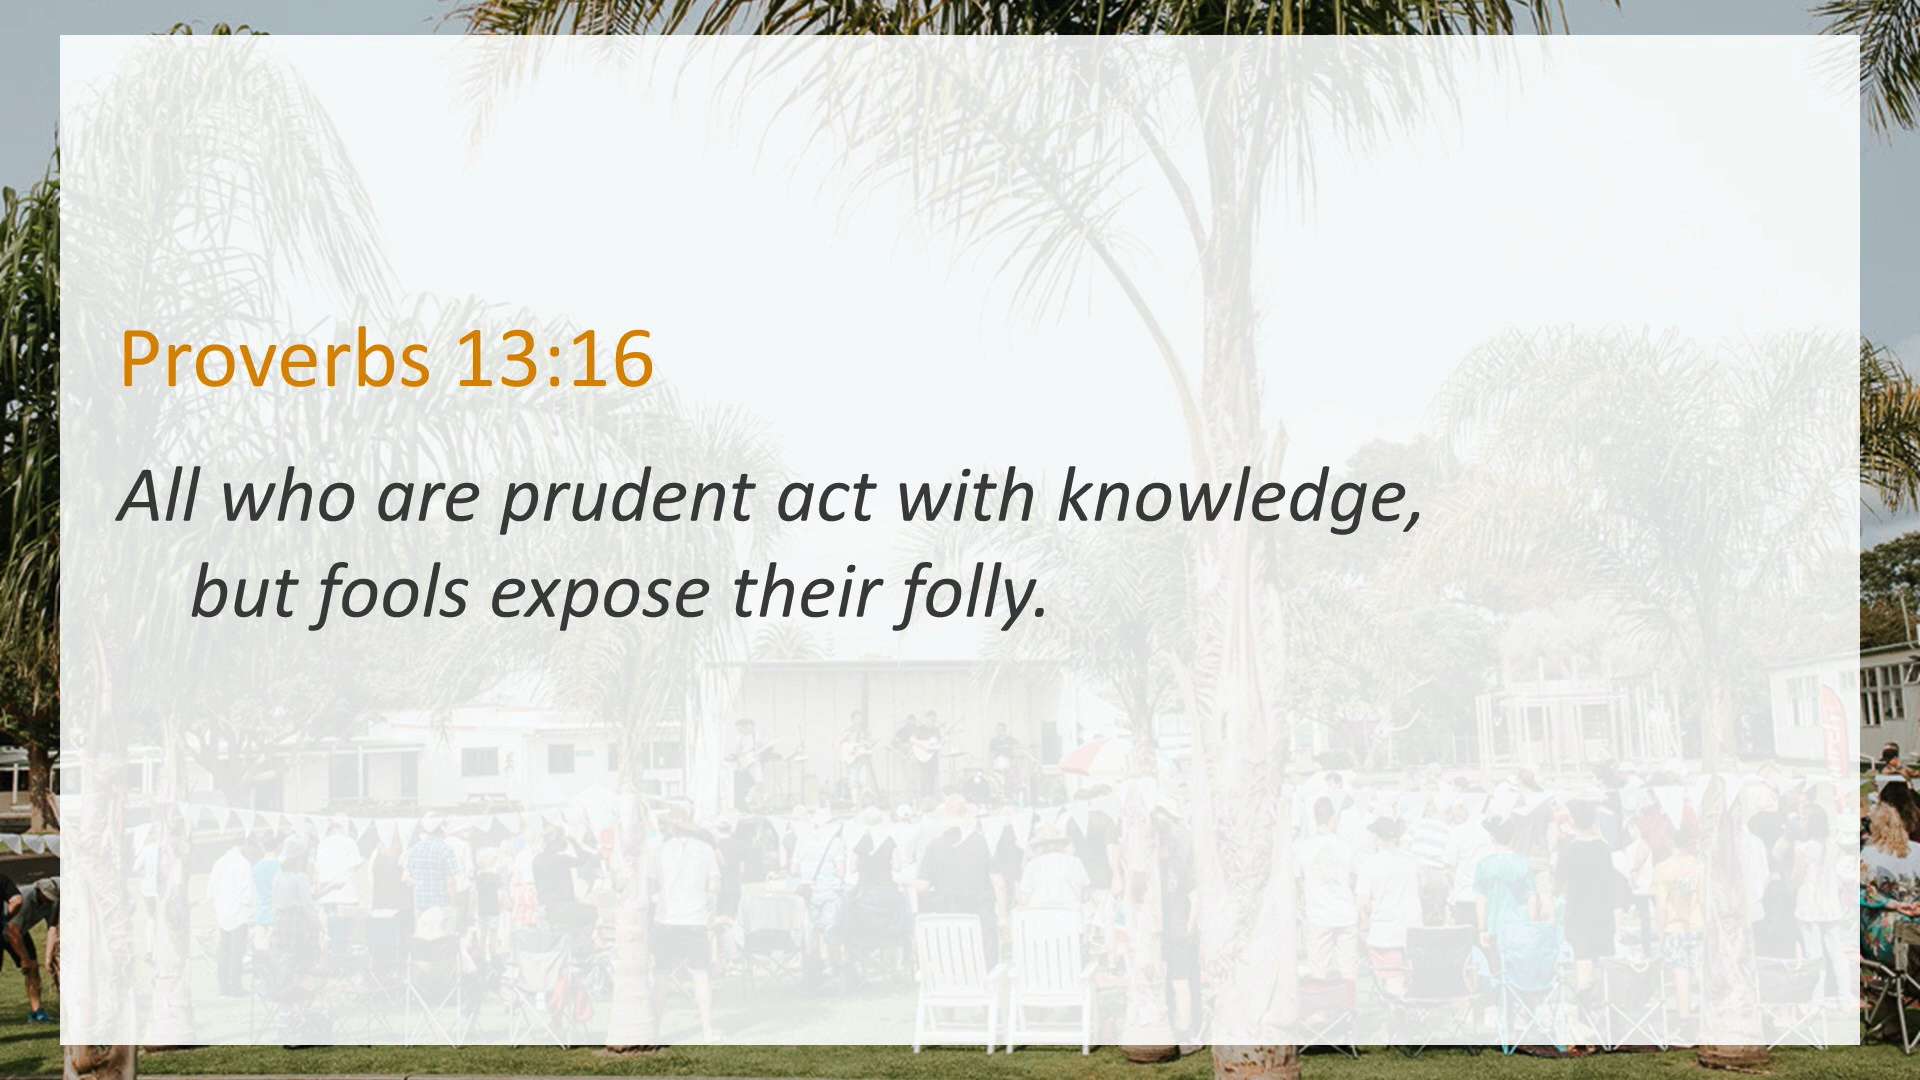 Proverbs 13:16
All who are prudent act with knowledge,
but fools expose their folly.